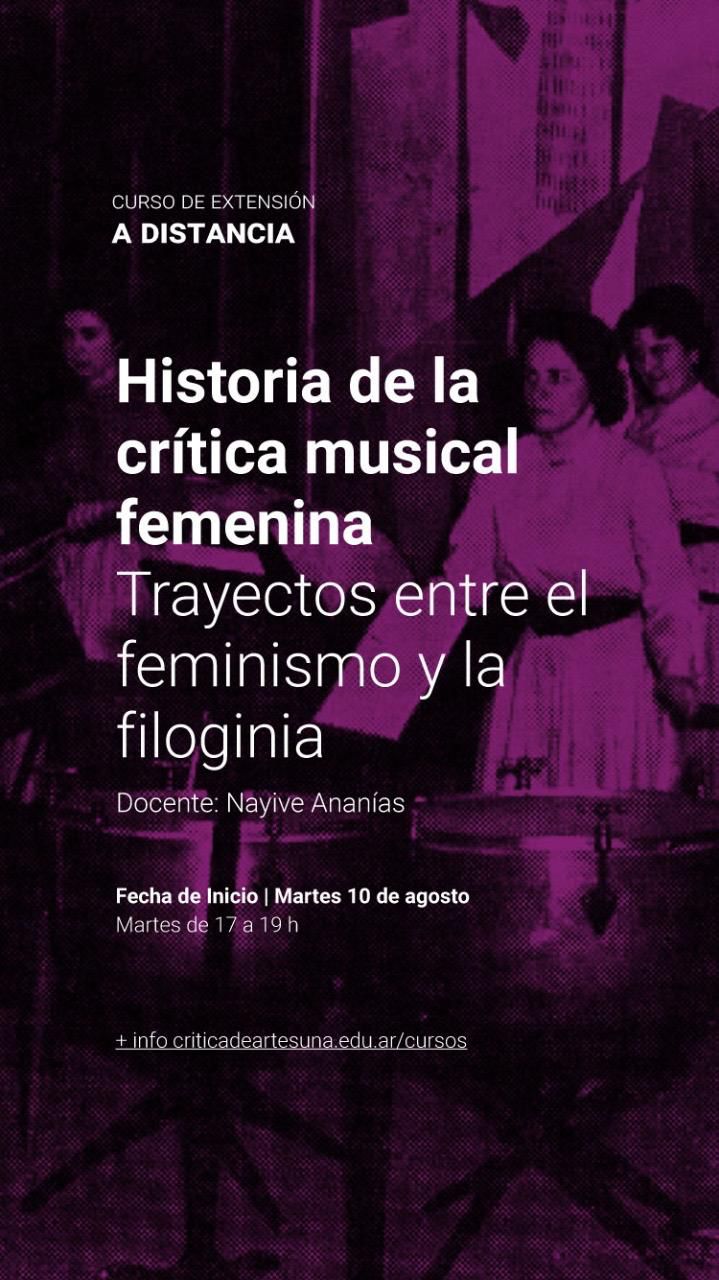 CURSO DE EXTENSIÓN
A DISTANCIA
Historia de la
crítica musical
femenina
Trayectos entre el
feminismo y la
filoginia
Docente: Nayive Ananías
Fecha de Inicio | Martes 10 de agosto
Martes de 17 a 19 h
+ info criticadeartesuna.edu.ar/cursos